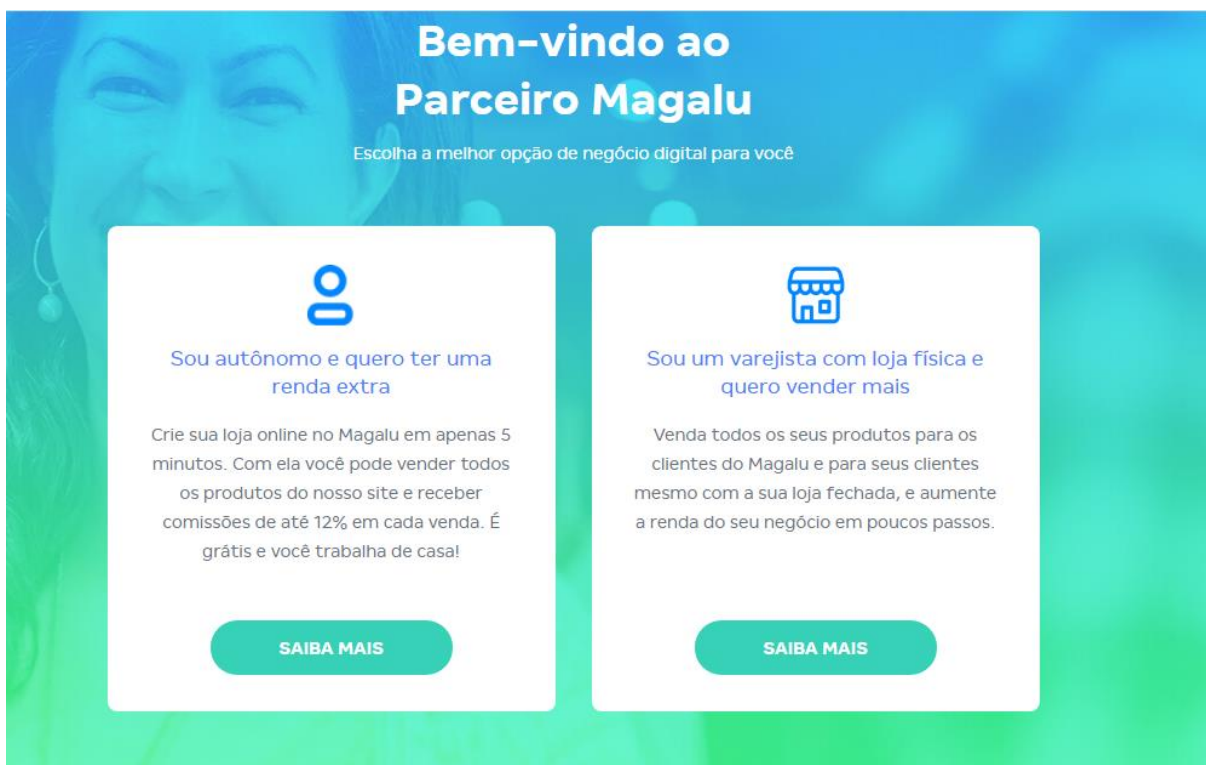 Bem-vindo ao
Parceiro Magalu
Escolha a melhor opção de negócio digital para você
Sou autônomo e quero ter uma
renda extra
Crie sua loja online no Magalu em apenas 5
minutos. Com ela você pode vender todos
os produtos do nosso site e receber
comissões de até 12% em cada venda. É
grátis e você trabalha de casa!
SAIBA MAIS
Sou um varejista com loja física e
quero vender mais
Venda todos os seus produtos para os
clientes do Magalu e para seus clientes
mesmo com a sua loja fechada, e aumente
a renda do seu negócio em poucos passos.
SAIBA MAIS